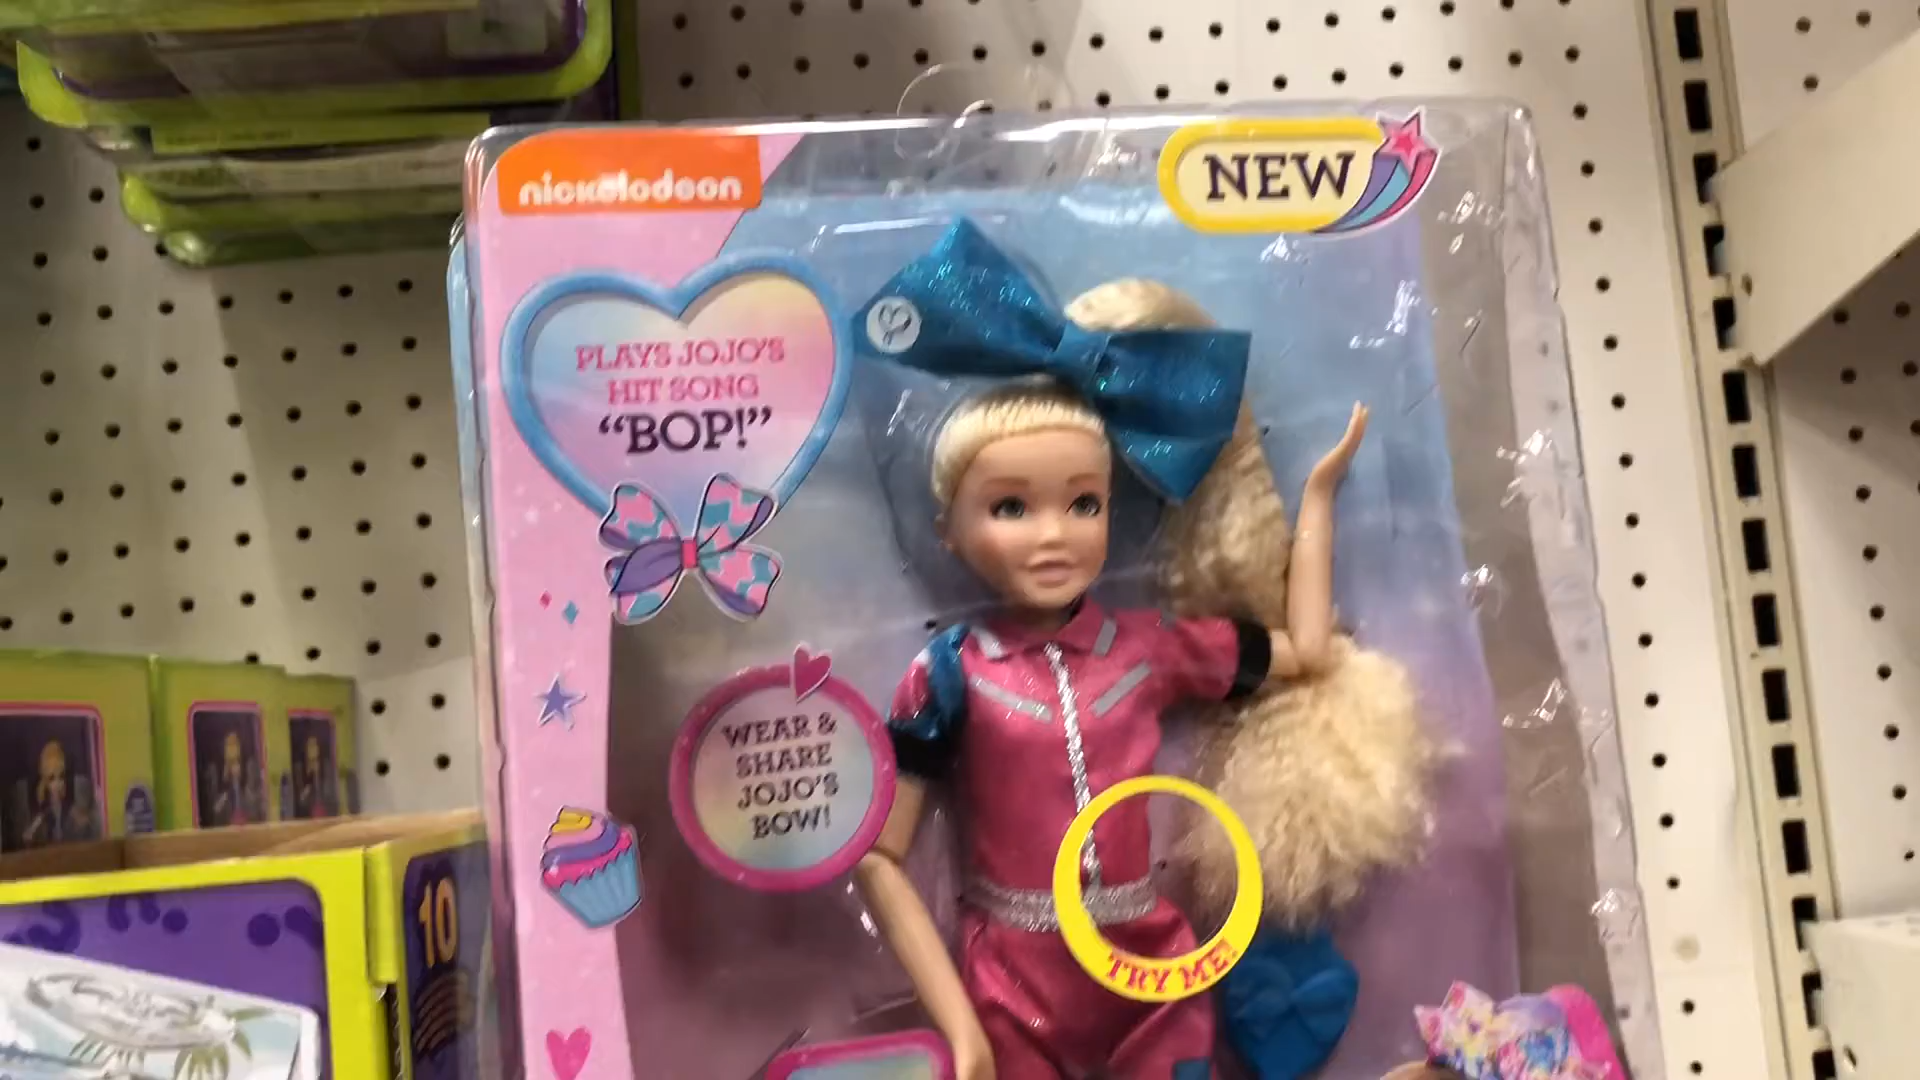 nickelodeon
NEW
PLAYS JOJO'S
HIT SONG
“BOP!”
WEAR &
SHARE
JOJO'S
BOW!
TRY ME!
10